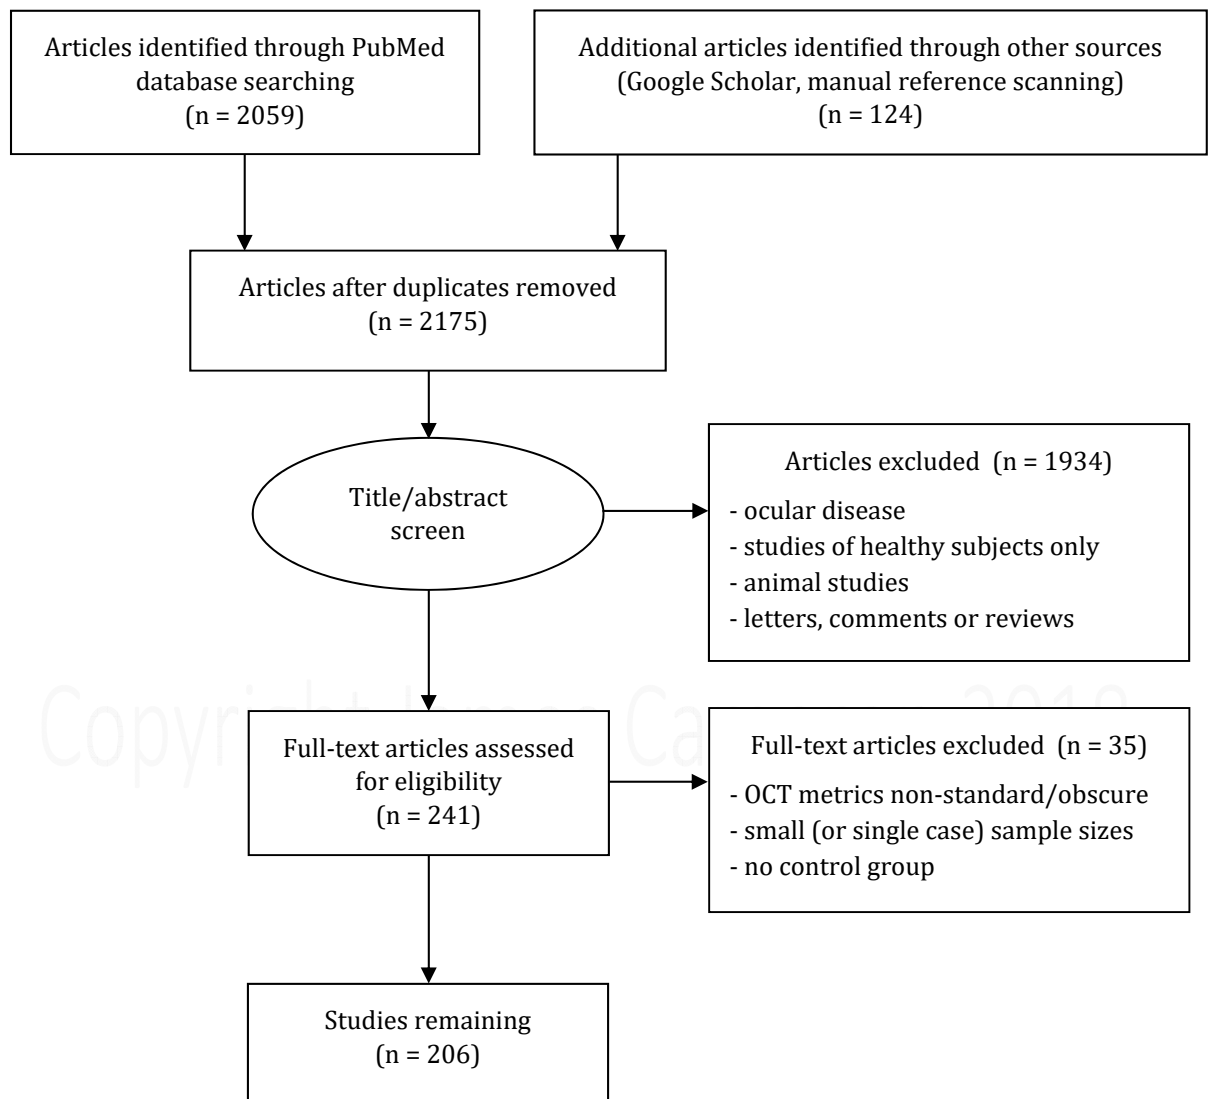 Articles identified through PubMed
database searching
(n = 2059)
Additional articles identified through other sources
(Google Scholar, manual reference scanning)
(n = 124)
Articles after duplicates removed
(n = 2175)
Title/abstract
screen
Articles excluded  (n = 1934)
- ocular disease
- studies of healthy subjects only
- animal studies
- letters, comments or reviews
Full-text articles assessed
for eligibility
(n = 241)
Full-text articles excluded  (n = 35)
- OCT metrics non-standard/obscure
- small (or single case) sample sizes
- no control group
Studies remaining
(n = 206)